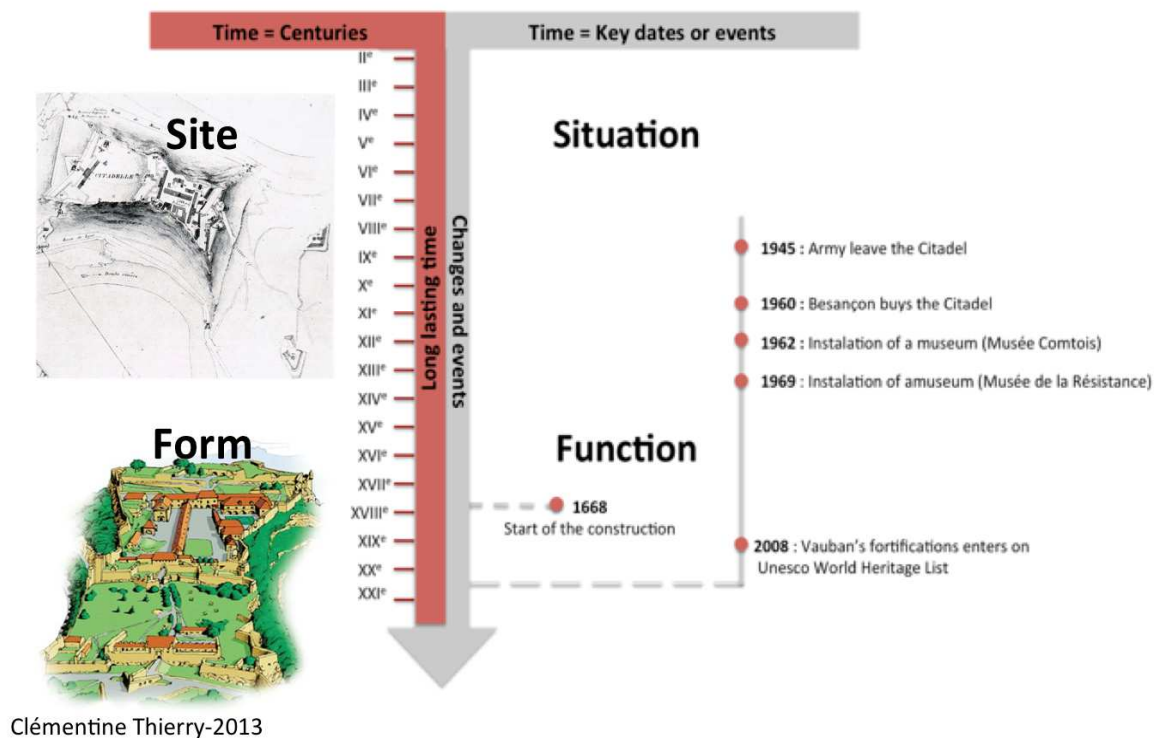 Time = Centuries
Time = Key dates or events
IIᵉ
IIIᵉ
IVᵉ
Vᵉ
VIᵉ
VIIᵉ
VIIIᵉ
IXᵉ
Xᵉ
XIᵉ
XIIᵉ
XIIIᵉ
XIVᵉ
XVᵉ
XVIᵉ
XVIIᵉ
XVIIIᵉ
XIXᵉ
XXᵉ
XXIᵉ
Long lasting time
Changes and events
Site
CITADELLE
Form
Situation
1945 : Army leave the Citadel
1960 : Besançon buys the Citadel
1962 : Instalation of a museum (Musée Comtois)
1969 : Instalation of amuseum (Musée de la Résistance)
Function
1668
Start of the construction
2008 : Vauban's fortifications enters on
Unesco World Heritage List
Clémentine Thierry-2013